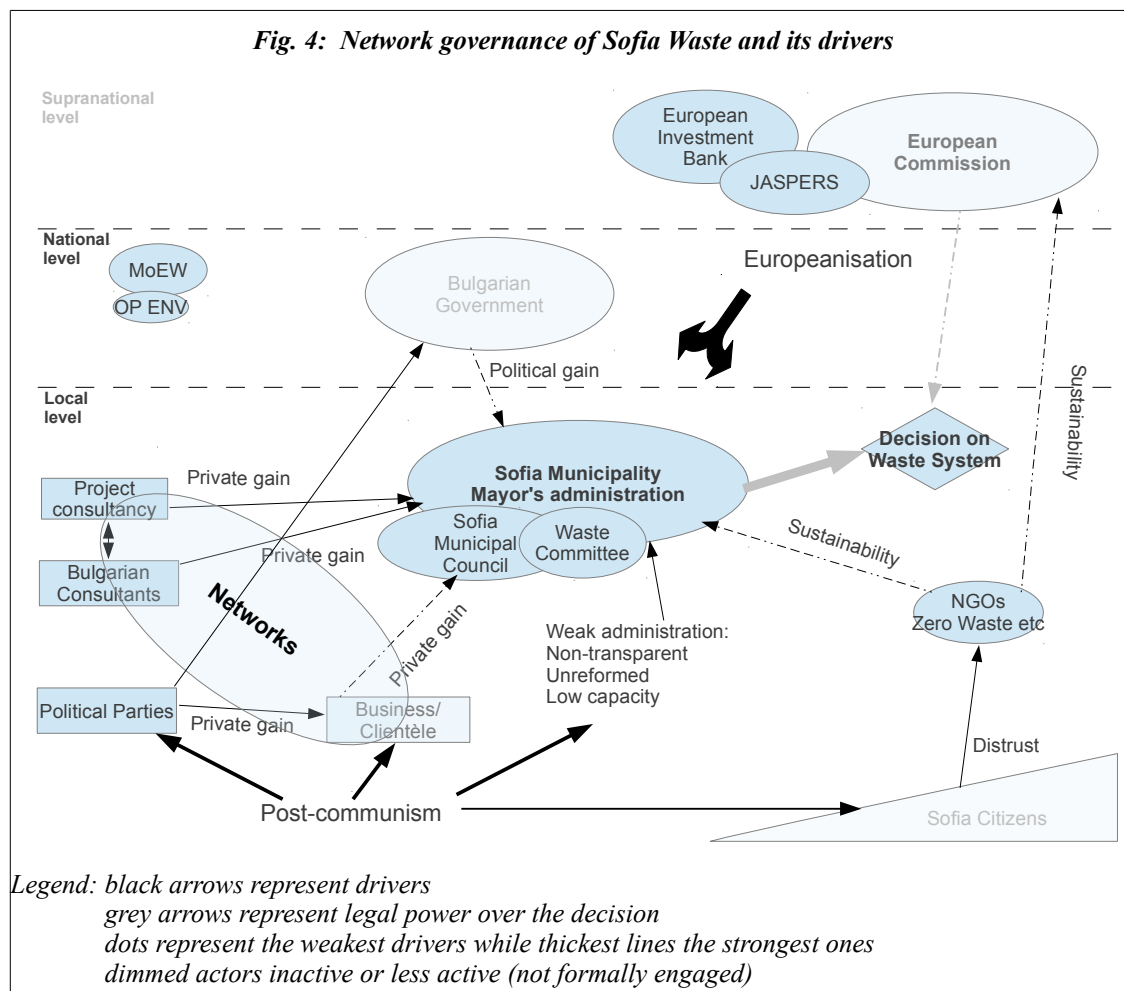 Fig. 4: Network governance of Sofia Waste and its drivers
Supranational
level
European
Investment
Bank
JASPERS
European
Commission
National
level
MoEW
OP ENV
Bulgarian
Government
Europeanisation
Political gain
Sustainability
Local
level
Decision on
Waste System
Sofia Municipality
Mayor's administration
Sofia
Municipal
Council
Waste
Committee
Project
consultancy
Private gain
Bulgarian
Consultants
Private gain
Networks
Private gain
Sustainability
NGOs
Zero Waste etc
Weak administration:
Non-transparent
Unreformed
Low capacity
Political Parties
Private gain
Business/
Clientèle
Distrust
Post-communism
Sofia Citizens
Legend: black arrows represent drivers
grey arrows represent legal power over the decision
dots represent the weakest drivers while thickest lines the strongest ones
dimmed actors inactive or less active (not formally engaged)